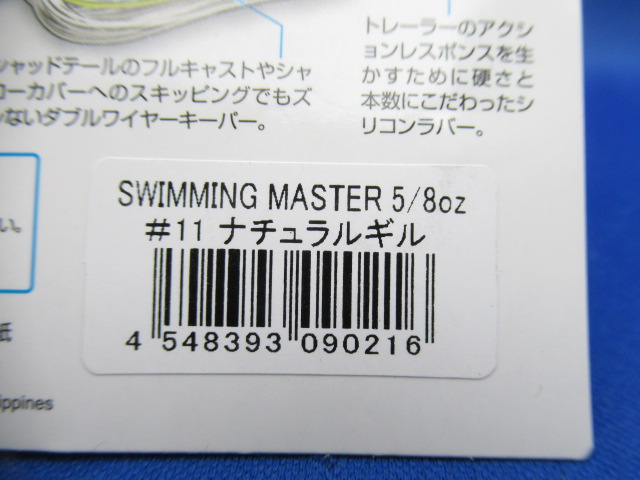 トレーラーのアクシ
ョンレスポンスを生
かすために硬さと
本数にこだわったシ
リコンラバー。
シャッドテールのフルキャストやシャ
ローカバーへのスキッピングでもズ
ないダブルワイヤーキーパー。
い。
SWIMMING MASTER 5/8oz
#11 ナチュラルギル
4 548393 090216
紙
ippines